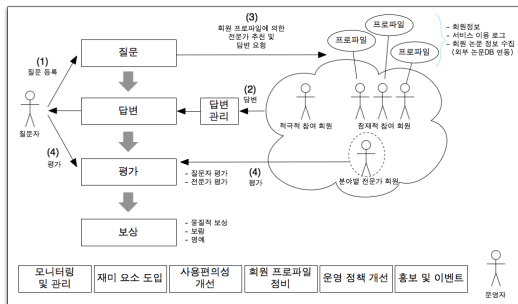 (3)
회원 프로파일에 의한
전문가 추천 및
답변 요청
프로파일
프로파일
프로파일
- 회원정보
- 서비스 이용 로그
- 회원 논문 정보 수집
(외부 논문DB 연동)
(1)
질문 등록
질문
질문자
답변
답변
관리
(2)
답변
적극적 참여 회원
잠재적 참여 회원
(4)
평가
평가
- 질문자 평가
- 전문가 평가
(4)
평가
분야별 전문가 회원
보상
- 물질적 보상
- 보람
- 명예
모니터링
및 관리
재미 요소 도입
사용편의성
개선
회원 프로파일
정비
운영 정책 개선
홍보 및 이벤트
운영자